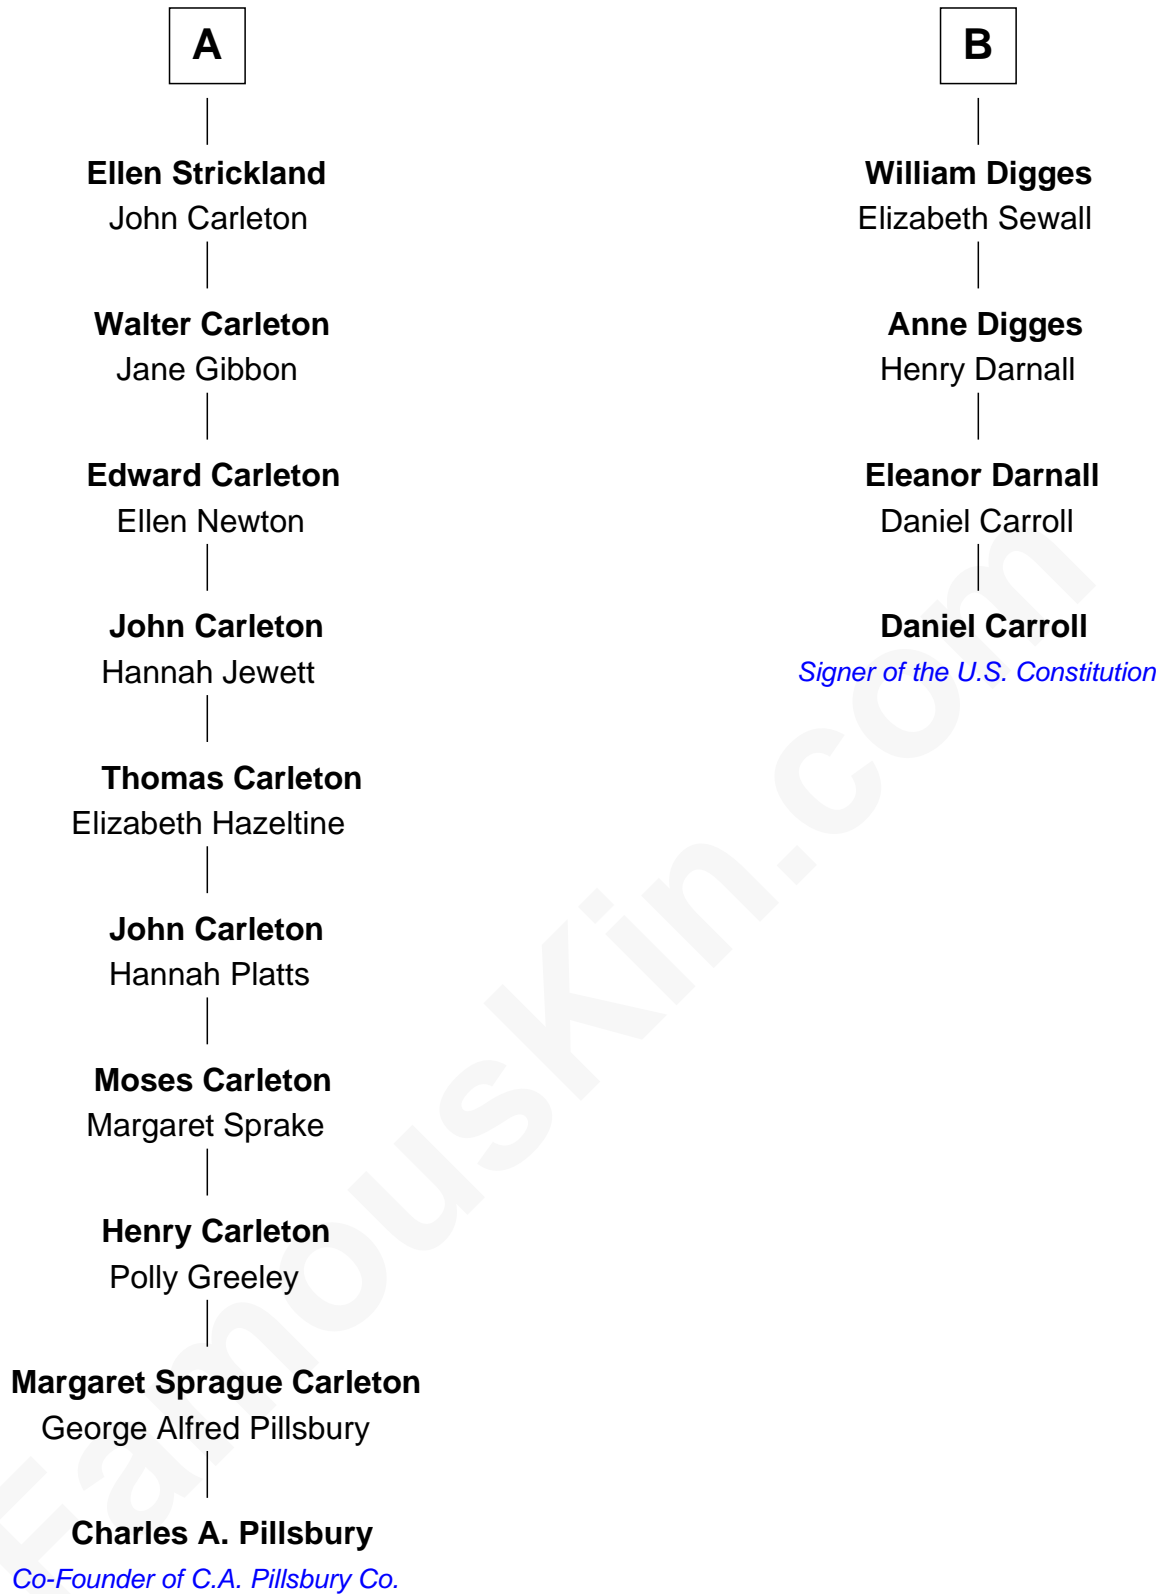 A
Ellen Strickland
John Carleton
Walter Carleton
Jane Gibbon
Edward Carleton
Ellen Newton
John Carleton
Hannah Jewett
Thomas Carleton
Elizabeth Hazeltine
John Carleton
Hannah Platts
Moses Carleton
Margaret Sprake
Henry Carleton
Polly Greeley
Margaret Sprague Carleton
George Alfred Pillsbury
Charles A. Pillsbury
Co-Founder of C.A. Pillsbury Co.
B
William Digges
Elizabeth Sewall
Anne Digges
Henry Darnall
Eleanor Darnall
Daniel Carroll
Daniel Carroll
Signer of the U.S. Constitution
FamousKin.com